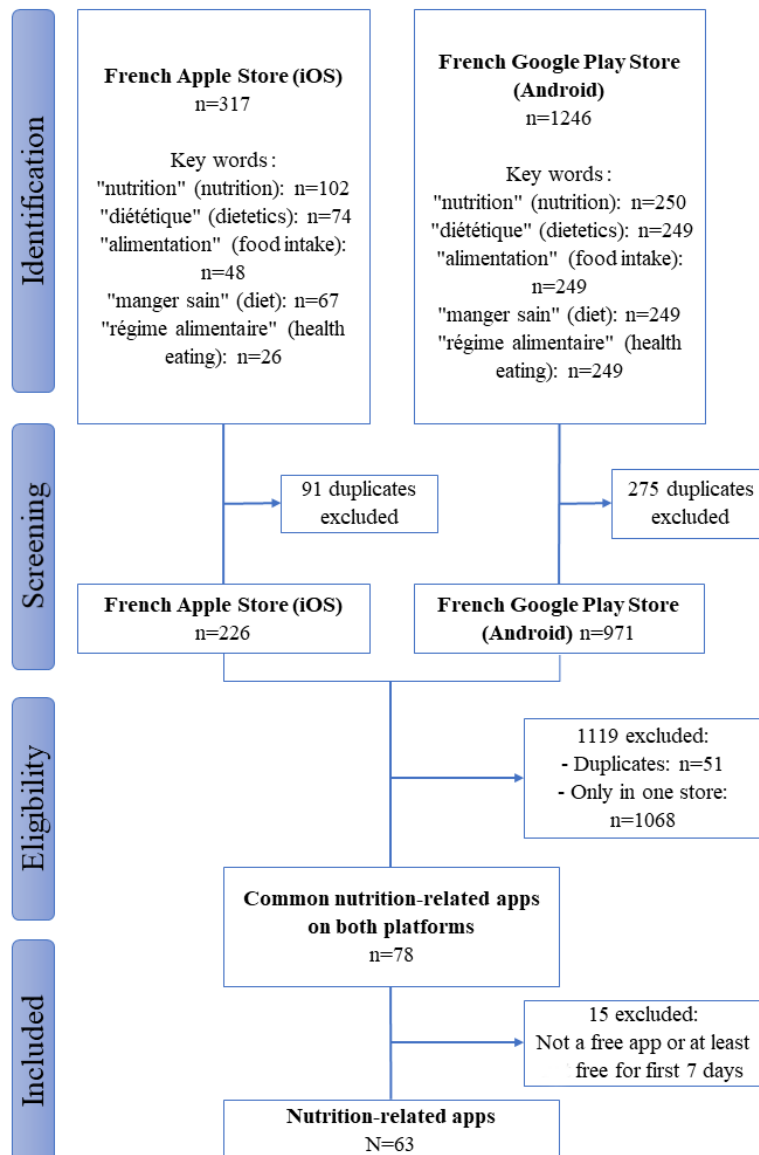 Identification
French Apple Store (iOS)
n=317
Key words :
"nutrition" (nutrition): n=102
"diététique" (dietetics): n=74
"alimentation" (food intake):
n=48
"manger sain" (diet): n=67
"régime alimentaire" (health
eating): n=26
French Google Play Store
(Android)
n=1246
Key words :
"nutrition" (nutrition): n=250
"diététique" (dietetics): n=249
"alimentation" (food intake):
n=249
"manger sain" (diet): n=249
"régime alimentaire" (health
eating): n=249
Screening
91 duplicates
excluded
275 duplicates
excluded
French Apple Store (iOS)
n=226
French Google Play Store
(Android) n=971
Eligibility
1119 excluded:
- Duplicates: n=51
- Only in one store:
n=1068
Common nutrition-related apps
on both platforms
n=78
Included
15 excluded:
Not a free app or at least
free for first 7 days
Nutrition-related apps
N=63